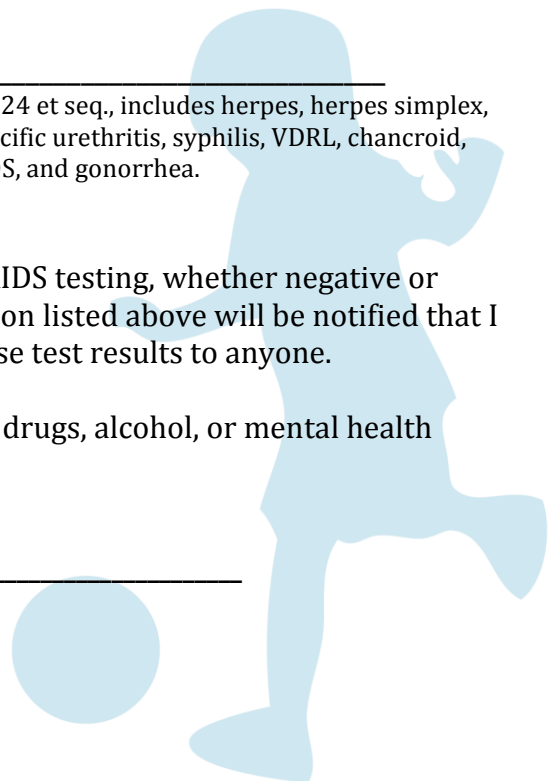 24 et seq., includes herpes, herpes simplex,
cific urethritis, syphilis, VDRL, chancroid,
S, and gonorrhea.
IDS testing, whether negative or
on listed above will be notified that I
se test results to anyone.
drugs, alcohol, or mental health